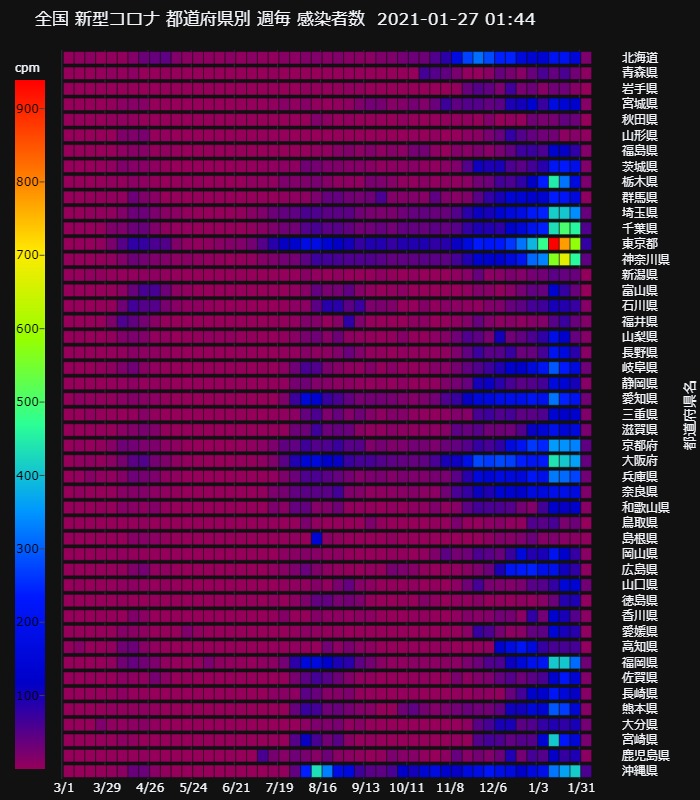 全国 新型コロナ 都道府県別 週毎 感染者数 2021-01-27 01:44
cpm
900
800
700
600
500
400
300
200
100
北海道
青森県
岩手県
宮城県
秋田県
山形県
福島県
茨城県
栃木県
群馬県
埼玉県
千葉県
東京都
神奈川県
新潟県
富山県
石川県
福井県
山梨県
長野県
岐阜県
静岡県
愛知県
三重県
滋賀県
京都府
大阪府
兵庫県
奈良県
和歌山県
鳥取県
島根県
岡山県
広島県
山口県
徳島県
香川県
愛媛県
高知県
福岡県
佐賀県
長崎県
熊本県
大分県
宮崎県
鹿児島県
沖縄県
都道府県名
3/1 3/29 4/26 5/24 6/21 7/19 8/16 9/13 10/11 11/8 12/6 1/3 1/31